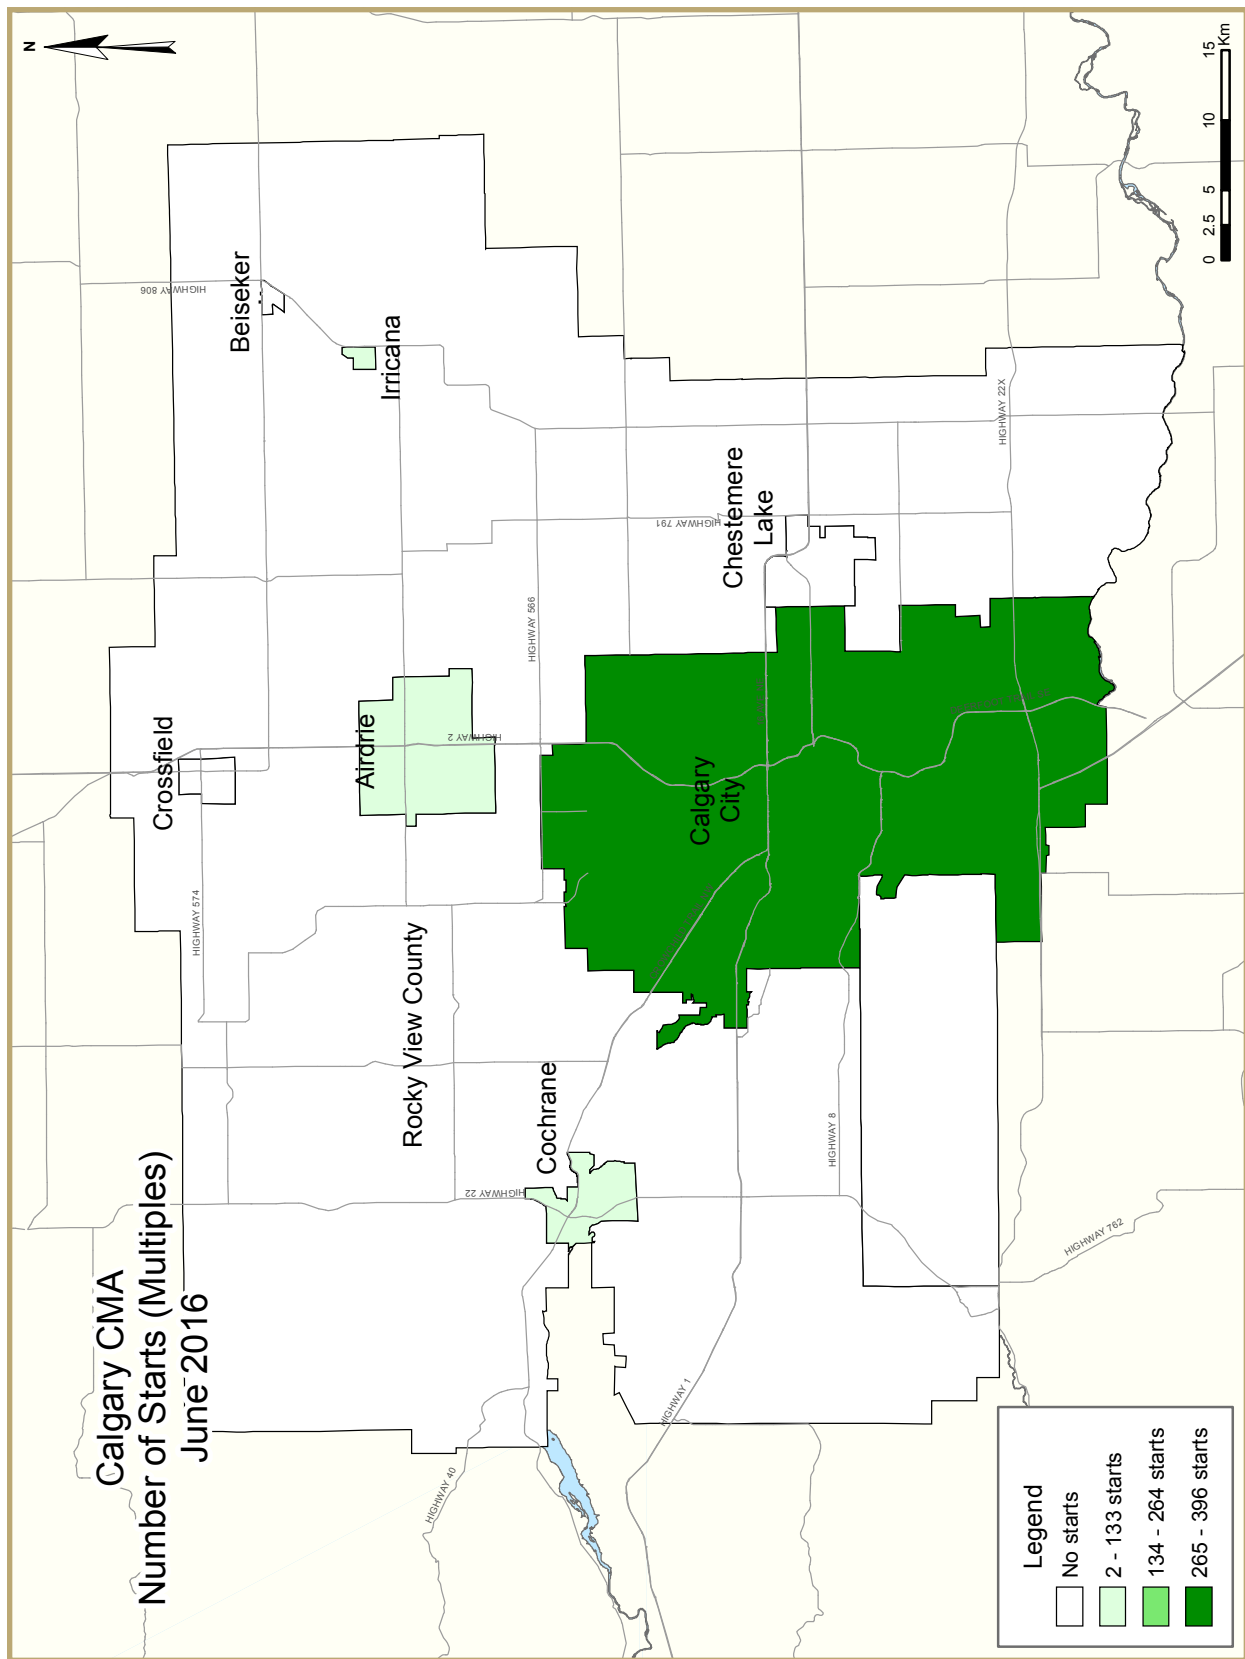 Calgary CMA
Number of Starts (Multiples)
June 2016
N
Crossfield
Beiseker
Irricana
Airdrie
Rocky View County
Cochrane
Calgary
City
Chestemere
Lake
HIGHWAY 574
HIGHWAY 806
HIGHWAY 2
HIGHWAY 566
HIGHWAY 791
HIGHWAY 22
HIGHWAY 40
HIGHWAY 1
HIGHWAY 8
HIGHWAY 22X
HIGHWAY 762
Legend
No starts
2 - 133 starts
134 - 264 starts
265 - 396 starts
0 2.5 5 10 15
Km